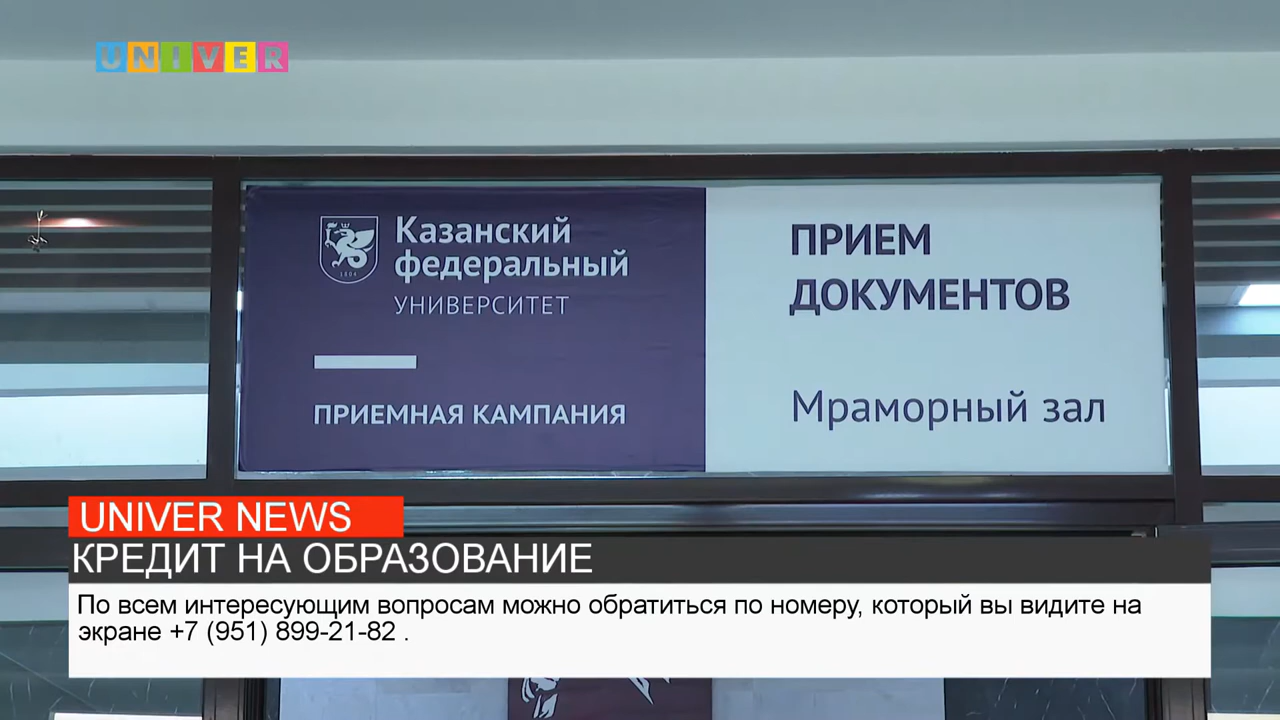 UNIVER
Казанский
федеральный
УНИВЕРСИТЕТ
1804
ПРИЕМНАЯ КАМПАНИЯ
ПРИЕМ
ДОКУМЕНТОВ
Мраморный зал
UNIVER NEWS
КРЕДИТ НА ОБРАЗОВАНИЕ
По всем интересующим вопросам можно обратиться по номеру, который вы видите на
экране +7 (951) 899-21-82 .